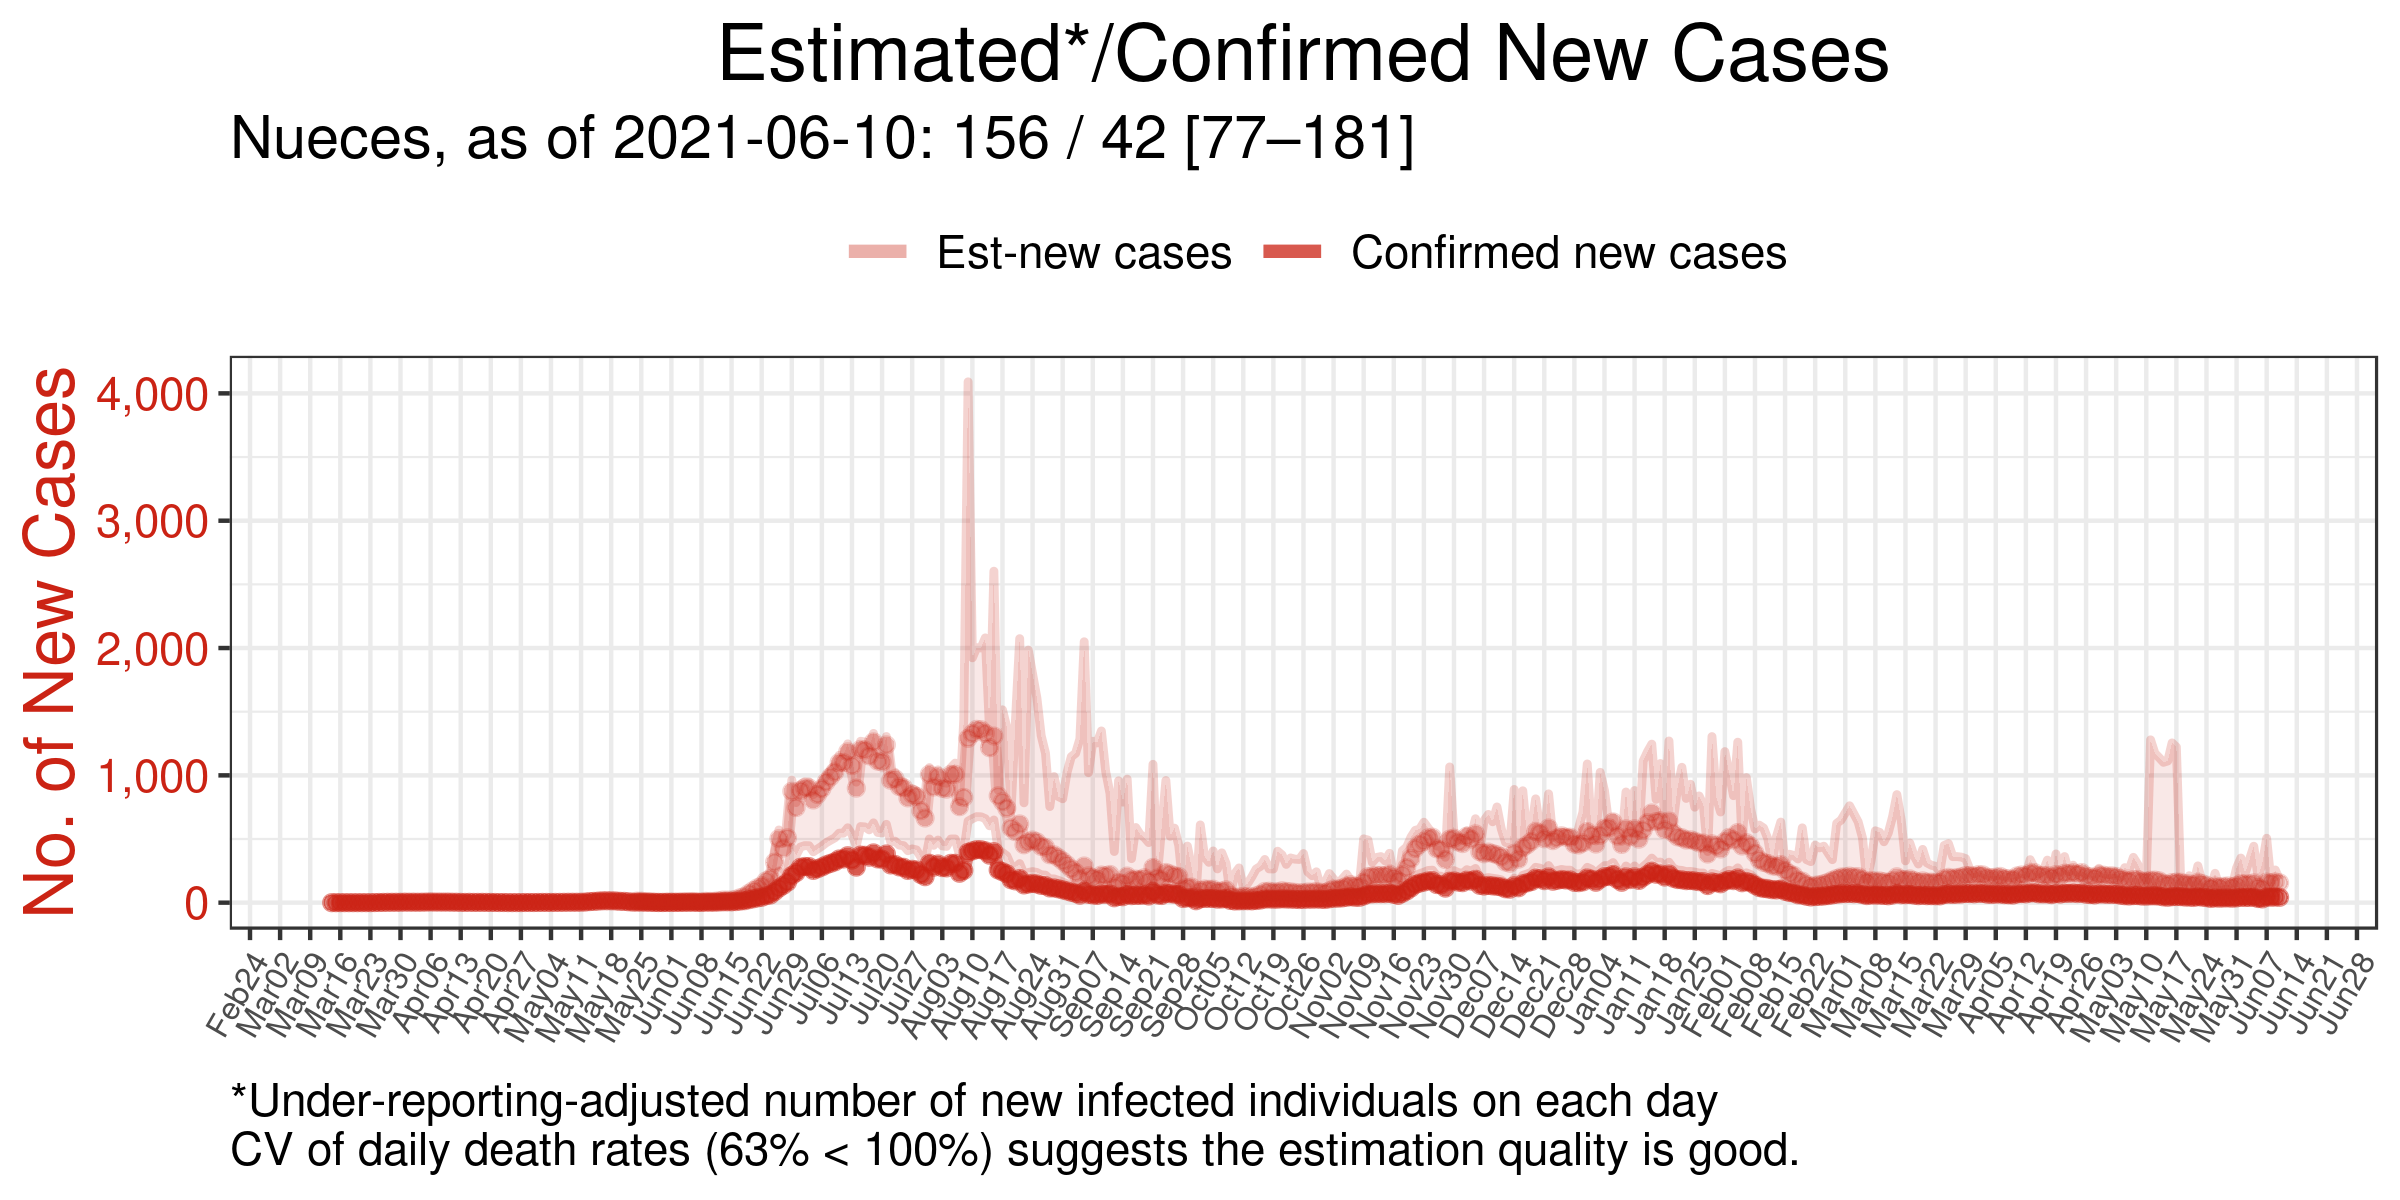 Estimated*/Confirmed New Cases
Nueces, as of 2021-06-10: 156 / 42 [77–181]
Est-new cases
Confirmed new cases
No. of New Cases
4,000
3,000
2,000
1,000
0
Feb24
Mar02
Mar09
Mar16
Mar23
Mar30
Apr06
Apr13
Apr20
Apr27
May04
May11
May18
May25
Jun01
Jun08
Jun15
Jun22
Jun29
Jul06
Jul13
Jul20
Jul27
Aug03
Aug10
Aug17
Aug24
Aug31
Sep07
Sep14
Sep21
Sep28
Oct05
Oct12
Oct19
Oct26
Nov02
Nov09
Nov16
Nov23
Nov30
Dec07
Dec14
Dec21
Dec28
Jan04
Jan11
Jan18
Jan25
Feb01
Feb08
Feb15
Feb22
Mar01
Mar08
Mar15
Mar22
Mar29
Apr05
Apr12
Apr19
Apr26
May03
May10
May17
May24
May31
Jun07
Jun14
Jun21
Jun28
*Under-reporting-adjusted number of new infected individuals on each day
CV of daily death rates (63% < 100%) suggests the estimation quality is good.